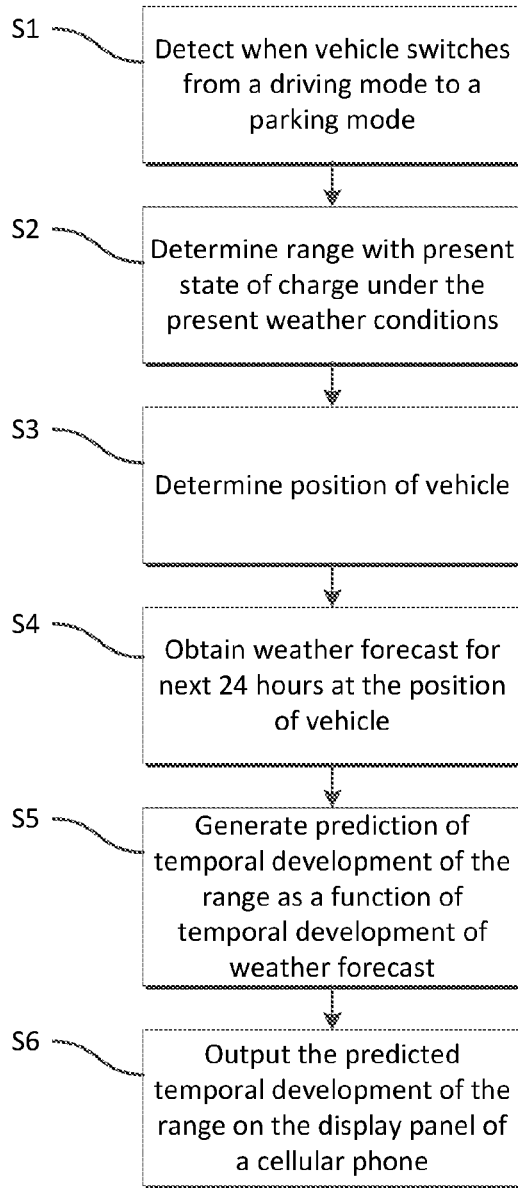 S1
Detect when vehicle switches
from a driving mode to a
parking mode
S2
Determine range with present
state of charge under the
present weather conditions
S3
Determine position of vehicle
S4
Obtain weather forecast for
next 24 hours at the position
of vehicle
S5
Generate prediction of
temporal development of the
range as a function of
temporal development of
weather forecast
S6
Output the predicted
temporal development of the
range on the display panel of
a cellular phone